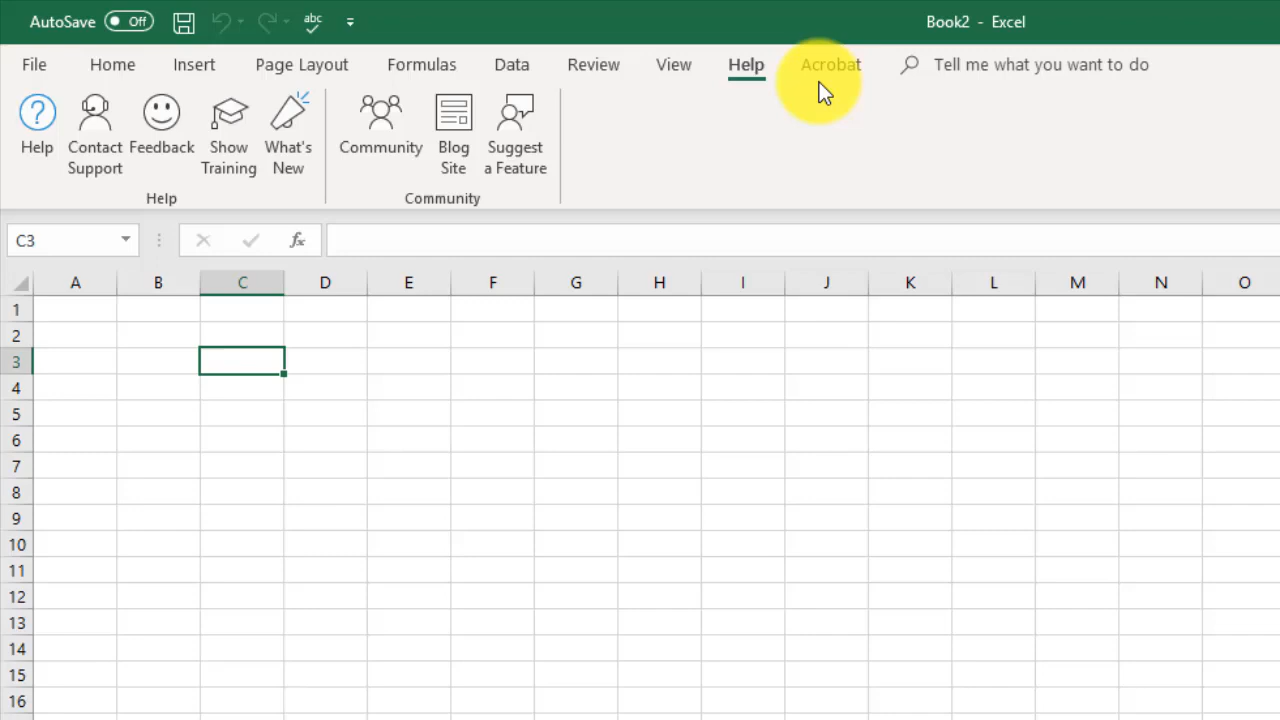 AutoSave Off abc Book2 - Excel
File Home Insert Page Layout Formulas Data Review View Help Acrobat Tell me what you want to do
? Help Contact Support Feedback Show Training What's New Community Blog Site Suggest a Feature
Help Community
C3 fx
A B C D E F G H I J K L M N O
1
2
3
4
5
6
7
8
9
10
11
12
13
14
15
16